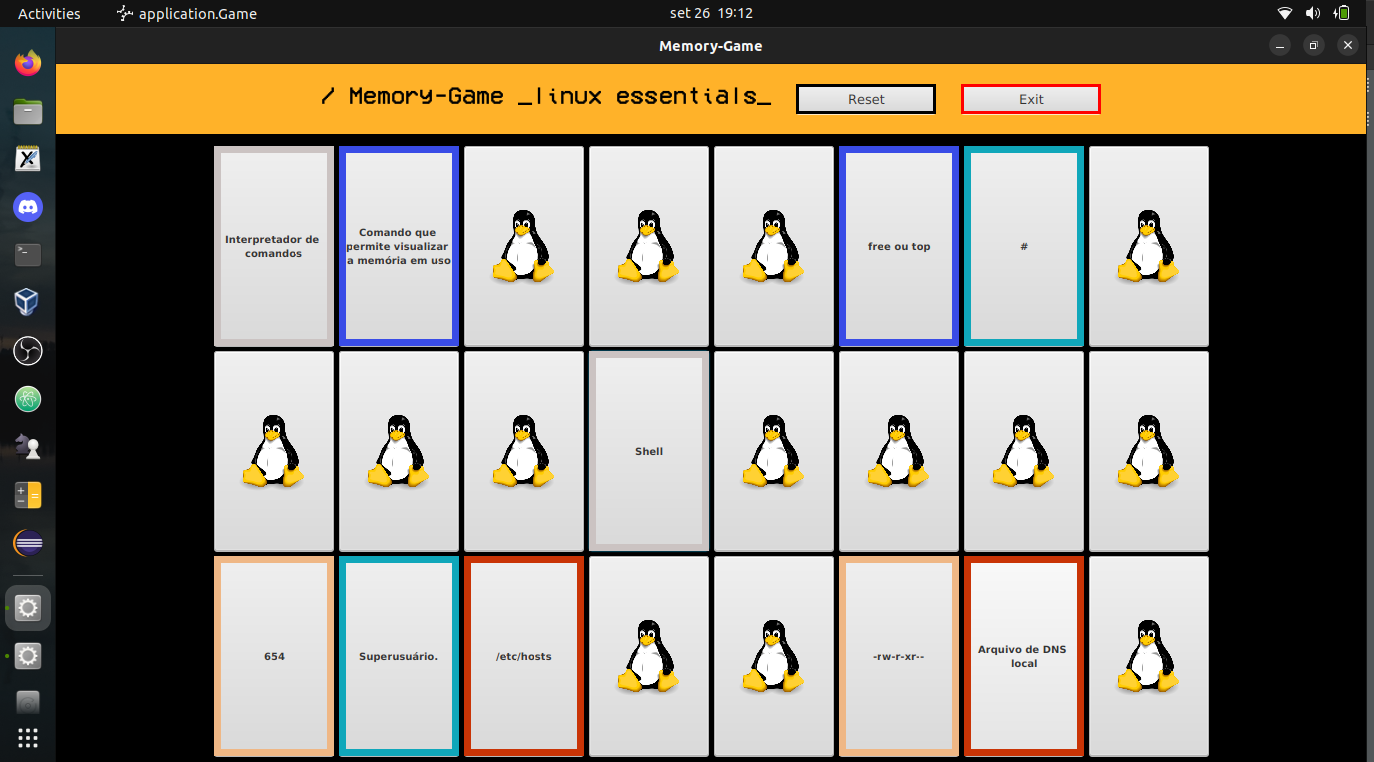 Activities
application.Game
set 26 19:12
Memory-Game
/ Memory-Game _linux essentials_
Reset
Exit
Interpretador de
comandos
Comando que
permite visualizar
a memória em uso
free ou top
#
Shell
654
Superusuário.
/etc/hosts
-rw-r-xr--
Arquivo de DNS
local